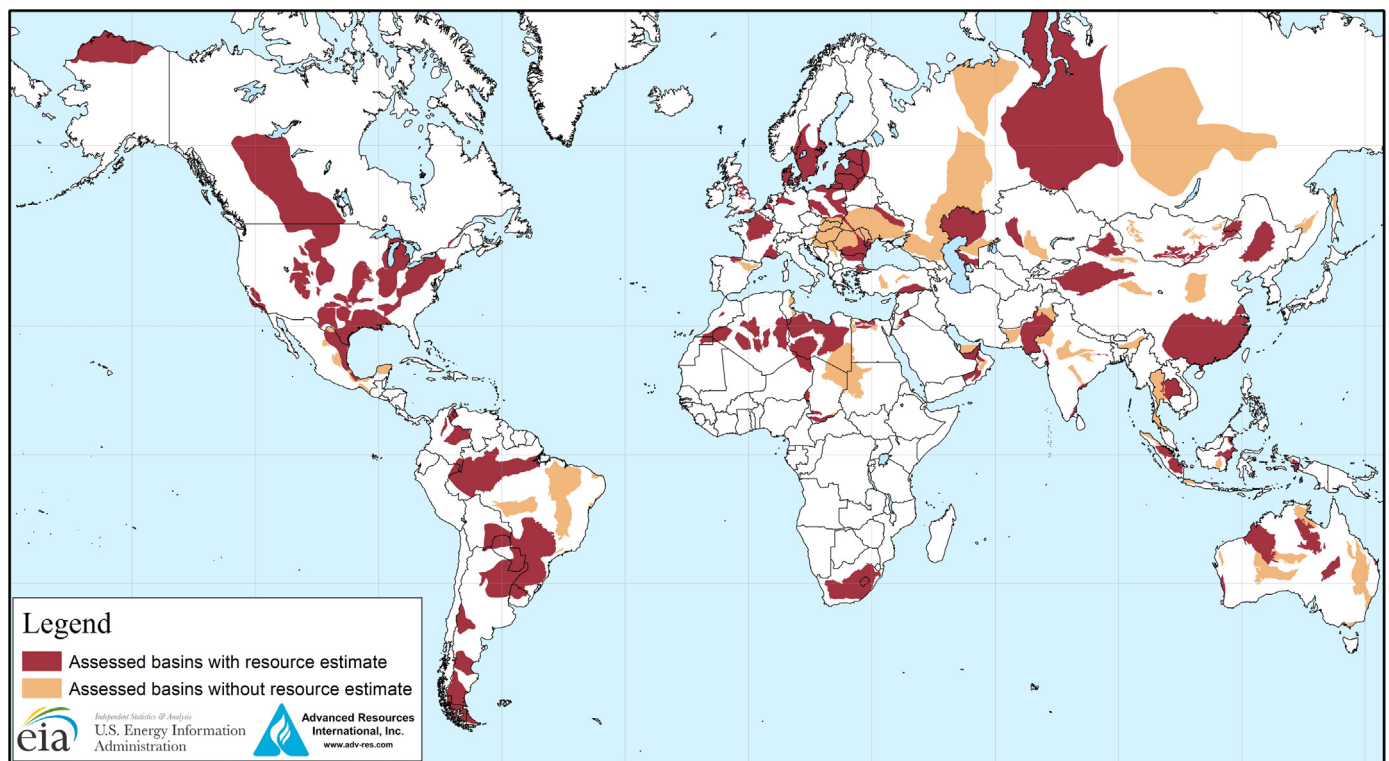 Legend
Assessed basins with resource estimate
Assessed basins without resource estimate
eia
Independent Statistics & Analysis
U.S. Energy Information
Administration
Advanced Resources
International, Inc.
www.adv-res.com